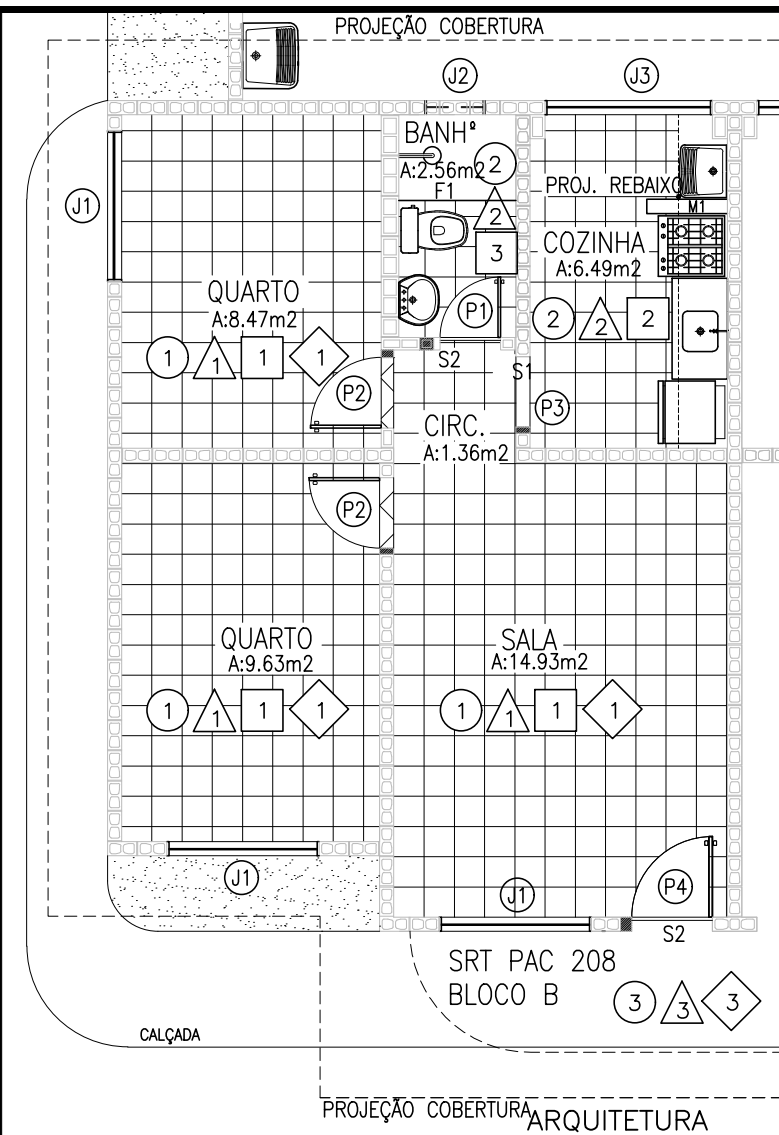 PROJEÇÃO COBERTURA
J2
J3
BANHº
A:2.56m2
2
F1
2
3
J1
PROJ. REBAIXO
M1
COZINHA
A:6.49m2
QUARTO
A:8.47m2
P1
2
2
2
1
1
1
1
S2
S1
P2
P3
CIRC.
A:1.36m2
P2
QUARTO
A:9.63m2
SALA
A:14.93m2
1
1
1
1
1
1
1
1
J1
J1
P4
S2
SRT PAC 208
BLOCO B
3
3
3
CALÇADA
PROJEÇÃO COBERTURA
ARQUITETURA